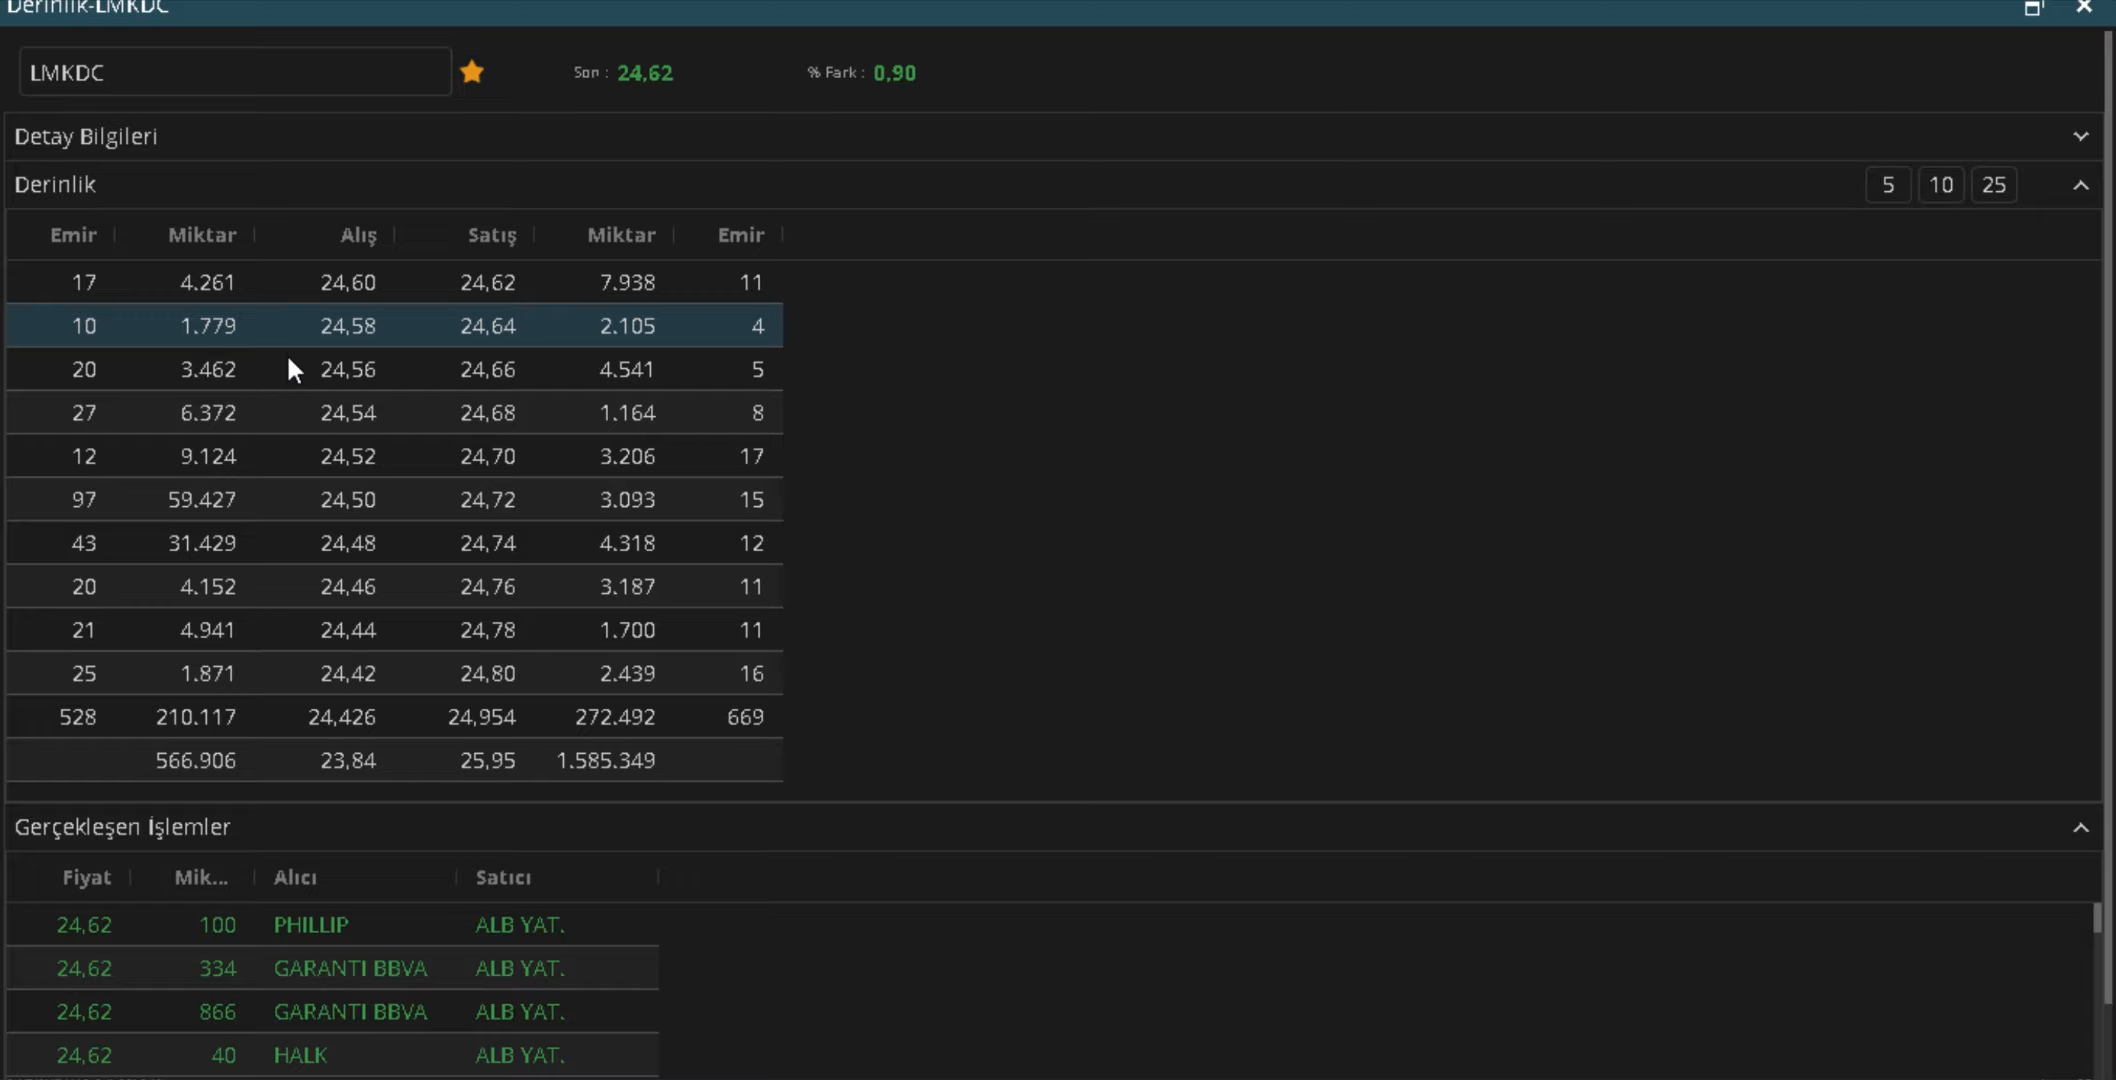 Derinlik-LMKDC
LMKDC Son : 24,62 % Fark : 0,90
Detay Bilgileri
Derinlik 5 10 25
Emir Miktar Alış Satış Miktar Emir
17 4.261 24,60 24,62 7.938 11
10 1.779 24,58 24,64 2.105 4
20 3.462 24,56 24,66 4.541 5
27 6.372 24,54 24,68 1.164 8
12 9.124 24,52 24,70 3.206 17
97 59.427 24,50 24,72 3.093 15
43 31.429 24,48 24,74 4.318 12
20 4.152 24,46 24,76 3.187 11
21 4.941 24,44 24,78 1.700 11
25 1.871 24,42 24,80 2.439 16
528 210.117 24,426 24,954 272.492 669
566.906 23,84 25,95 1.585.349
Gerçekleşen İşlemler
Fiyat Mik... Alıcı Satıcı
24,62 100 PHILLIP ALB YAT.
24,62 334 GARANTI BBVA ALB YAT.
24,62 866 GARANTI BBVA ALB YAT.
24,62 40 HALK ALB YAT.